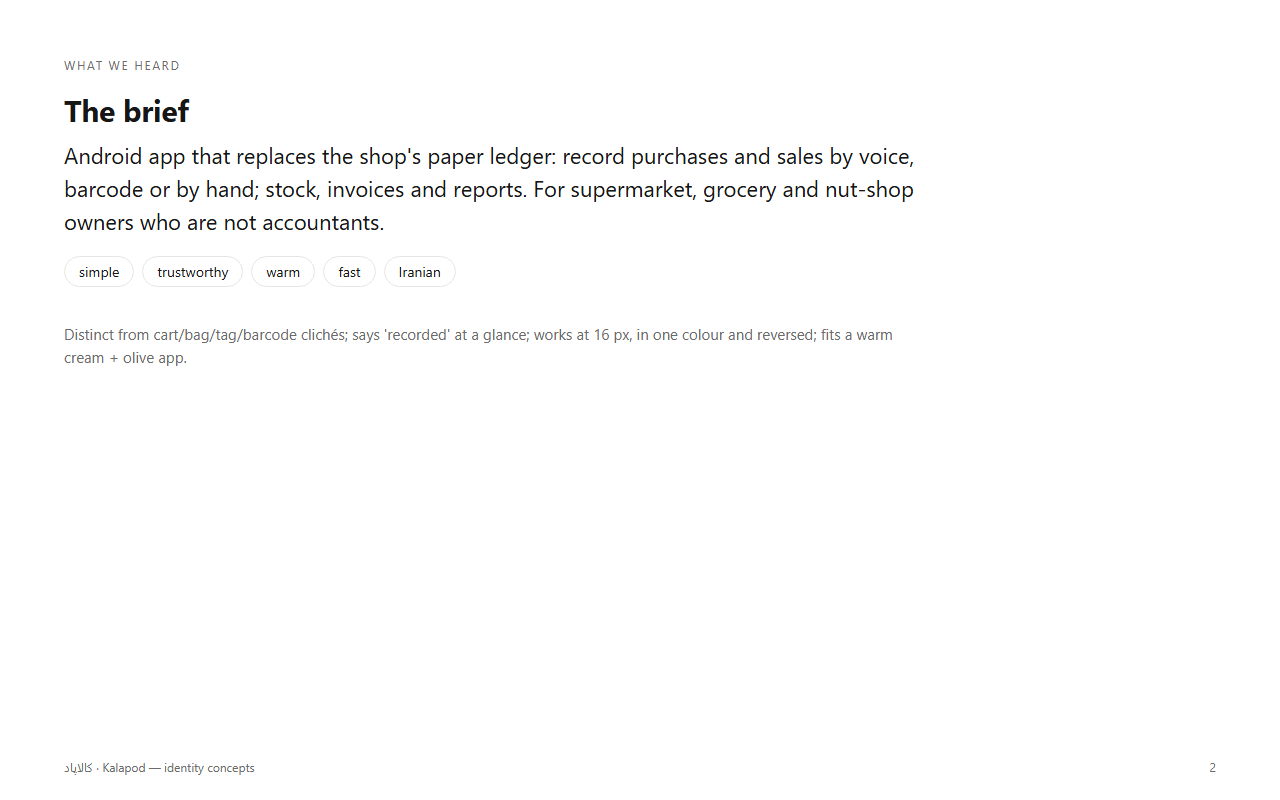 WHAT WE HEARD
The brief
Android app that replaces the shop's paper ledger: record purchases and sales by voice,
barcode or by hand; stock, invoices and reports. For supermarket, grocery and nut-shop
owners who are not accountants.
simple
trustworthy
warm
fast
Iranian
Distinct from cart/bag/tag/barcode clichés; says 'recorded' at a glance; works at 16 px, in one colour and reversed; fits a warm
cream + olive app.
کالاپاد · Kalapod — identity concepts
2